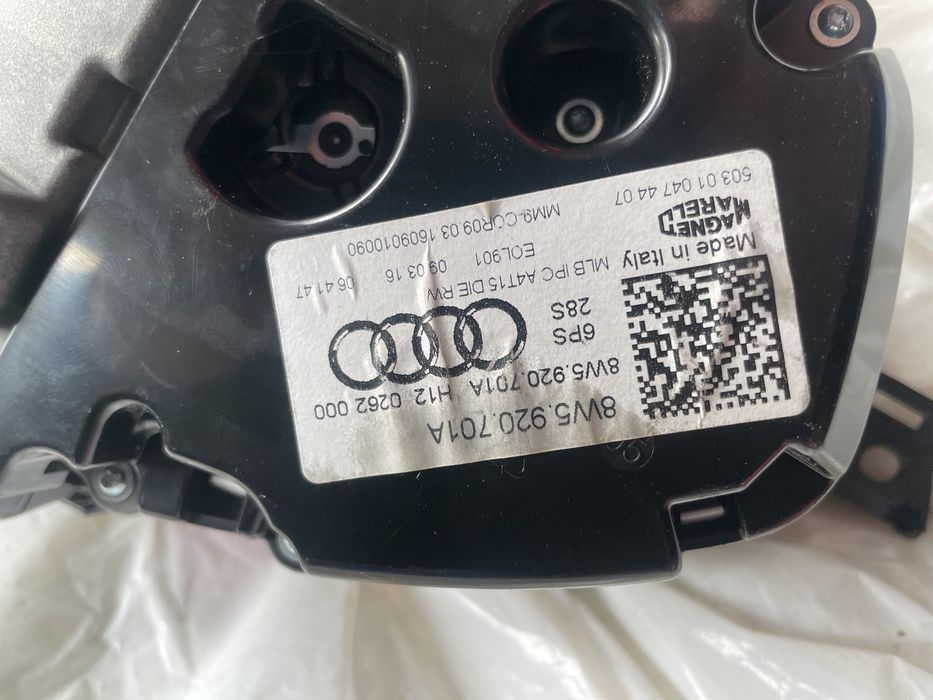 8W5.920.701A
8W5.920.701A H12 0262 000
6PS
28S
MLB IPC A4T15 DIE RW
EOL901 09.03.16 06:41:47
MM9-COR09.03.1609010090
Made in Italy
MAGNETI
MARELLI
503.01 047 44 07